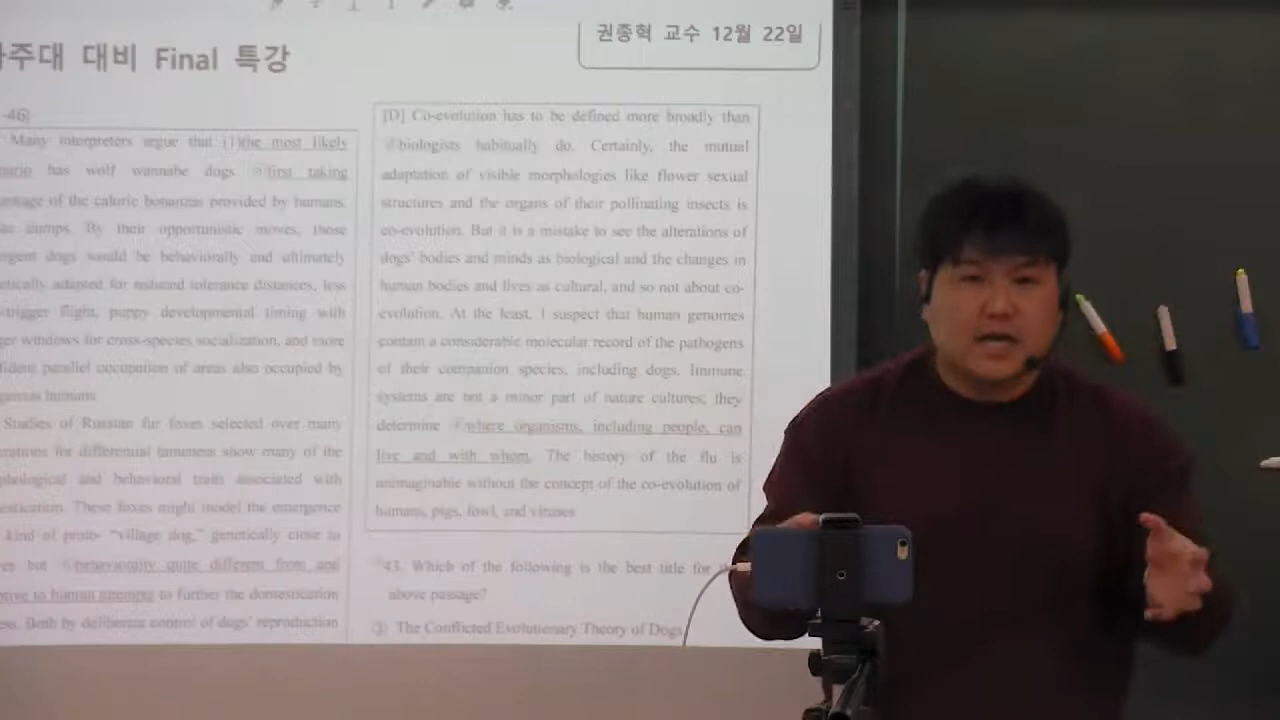 주대 대비 Final 특강
권종혁 교수 12월 22일
-46]
Many interpreters argue that (1)the most likely
has wolf wannabe dogs first taking
of the caloric bonanzas provided by humans.
dumps. By their opportunistic moves, those
dogs would be behaviorally and ultimately
adapted for reduced tolerance distances, less
trigger flight, puppy developmental timing with
windows for cross-species socialization, and more
parallel occupation of areas also occupied by
humans
Studies of Russian fur foxes selected over many
for differential tameness show many of the
and behavioral traits associated with
These foxes might model the emergence
kind of proto- "village dog," genetically close to
but behaviorally quite different from and
to human attempts to further the domestication
Both by deliberate control of dogs' reproduction
[D] Co-evolution has to be defined more broadly than
biologists habitually do. Certainly, the mutual
adaptation of visible morphologies like flower sexual
structures and the organs of their pollinating insects is
co-evolution. But it is a mistake to see the alterations of
dogs' bodies and minds as biological and the changes in
human bodies and lives as cultural, and so not about co-
evolution. At the least, I suspect that human genomes
contain a considerable molecular record of the pathogens
of their companion species, including dogs. Immune
systems are not a minor part of nature cultures; they
determine where organisms, including people, can
live and with whom. The history of the flu is
unimaginable without the concept of the co-evolution of
humans, pigs, fowl, and viruses
43. Which of the following is the best title for
above passage?
The Conflicted Evolutionary Theory of Dogs